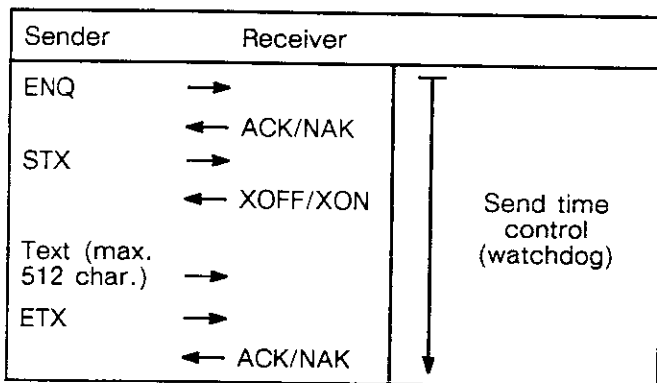 Sender Receiver
ENQ
ACK/NAK
STX
XOFF/XON
Text (max.
512 char.)
ETX
ACK/NAK
Send time
control
(watchdog)